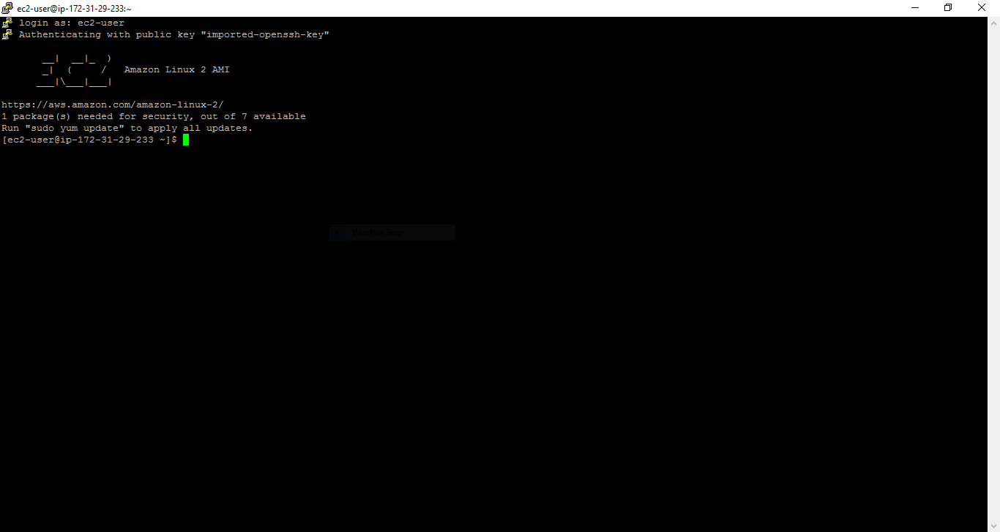 ec2-user@ip-172-31-29-233:~
login as: ec2-user
Authenticating with public key "imported-openssh-key"
       __|  __|_  )
       _|  (     /   Amazon Linux 2 AMI
      ___|\___|___|
https://aws.amazon.com/amazon-linux-2/
1 package(s) needed for security, out of 7 available
Run "sudo yum update" to apply all updates.
[ec2-user@ip-172-31-29-233 ~]$
Window Snip